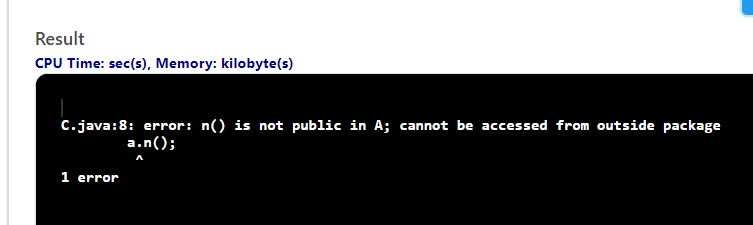 Result
CPU Time: sec(s), Memory: kilobyte(s)
C.java:8: error: n() is not public in A; cannot be accessed from outside package
a.n();
^
1 error